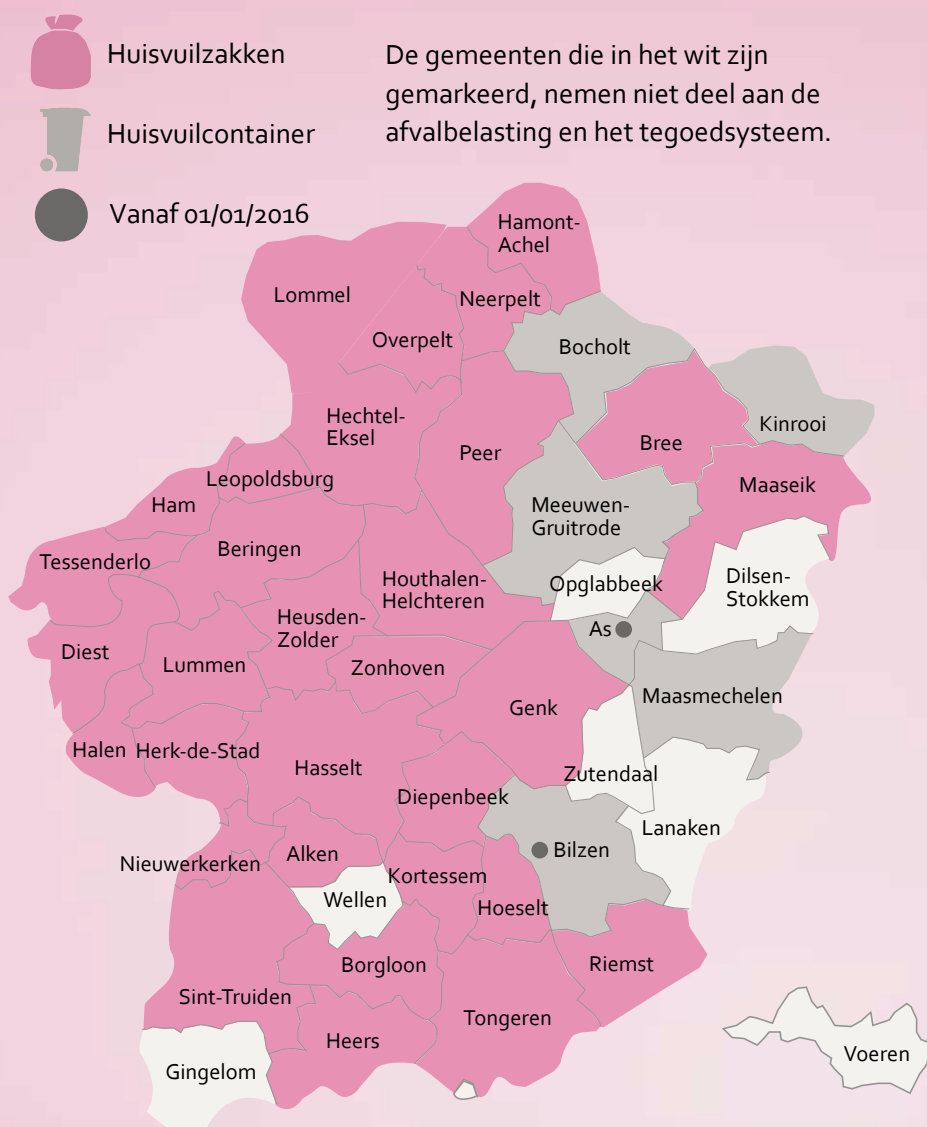 Huisvuilzakken
Huisvuilcontainer
Vanaf 01/01/2016
De gemeenten die in het wit zijn
gemarkeerd, nemen niet deel aan de
afvalbelasting en het tegoedsysteem.
Hamont-
Achel
Lommel
Neerpelt
Overpelt
Bocholt
Hechtel-
Eksel
Kinrooi
Bree
Peer
Leopoldsburg
Maaseik
Ham
Meeuwen-
Gruitrode
Beringen
Tessenderlo
Houthalen-
Helchteren
Opglabbeek
Dilsen-
Stokkem
Heusden-
Zolder
As
Diest
Lummen
Zonhoven
Maasmechelen
Genk
Halen
Herk-de-Stad
Hasselt
Zutendaal
Diepenbeek
Lanaken
Bilzen
Nieuwerkerken
Alken
Kortessem
Wellen
Hoeselt
Borgloon
Riemst
Sint-Truiden
Tongeren
Heers
Voeren
Gingelom